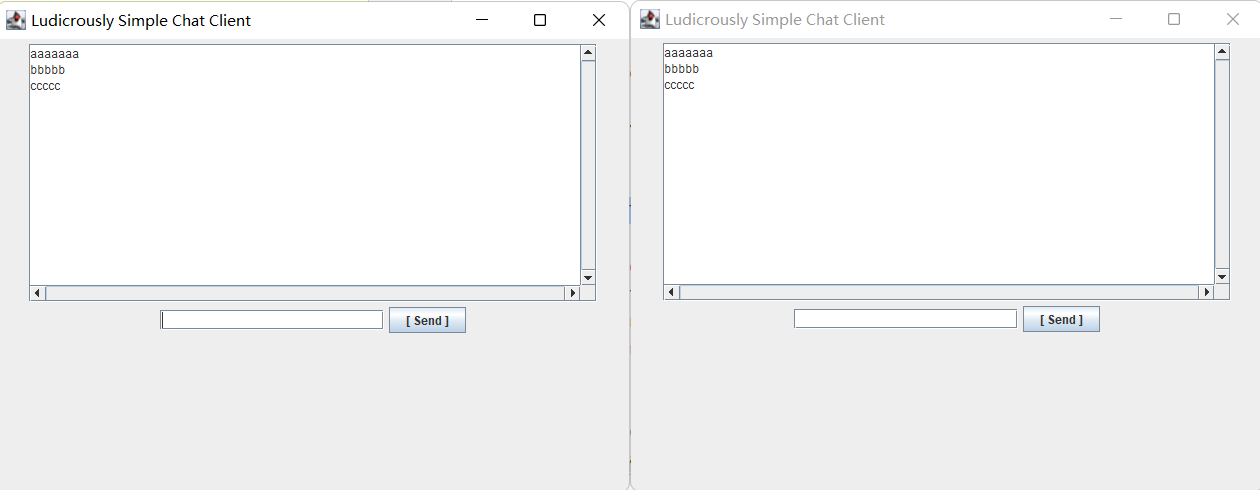 Ludicrously Simple Chat Client
aaaaaaa
bbbbb
ccccc
[ Send ]
Ludicrously Simple Chat Client
aaaaaaa
bbbbb
ccccc
[ Send ]